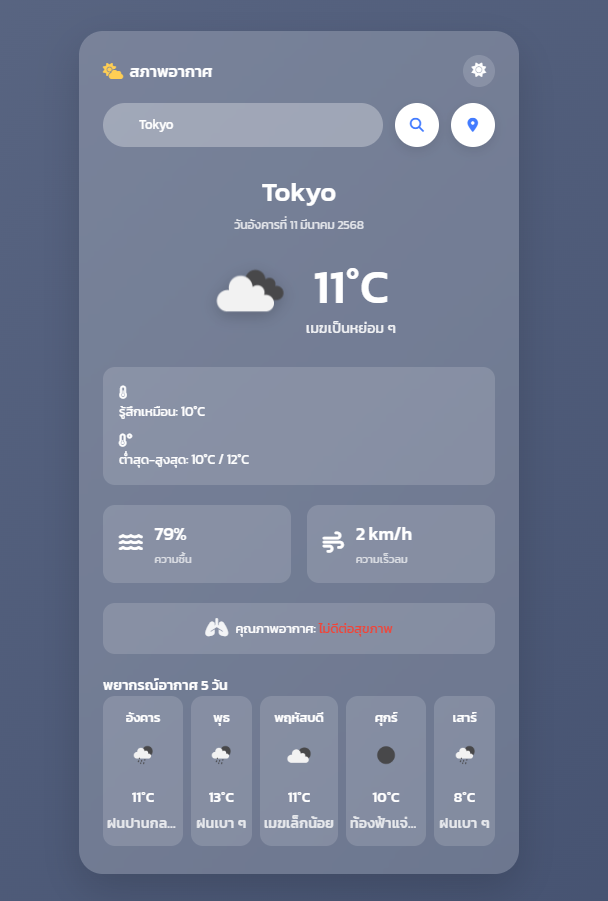 สภาพอากาศ
Tokyo
Tokyo
วันอังคารที่ 11 มีนาคม 2568
11°C
เมฆเป็นหย่อม ๆ
รู้สึกเหมือน: 10°C
ต่ำสุด-สูงสุด: 10°C / 12°C
79%
ความชื้น
2 km/h
ความเร็วลม
คุณภาพอากาศ: ไม่ดีต่อสุขภาพ
พยากรณ์อากาศ 5 วัน
อังคาร พุธ พฤหัสบดี ศุกร์ เสาร์
11°C 13°C 11°C 10°C 8°C
ฝนปานกล... ฝนเบา ๆ เมฆเล็กน้อย ท้องฟ้าแจ่... ฝนเบา ๆ